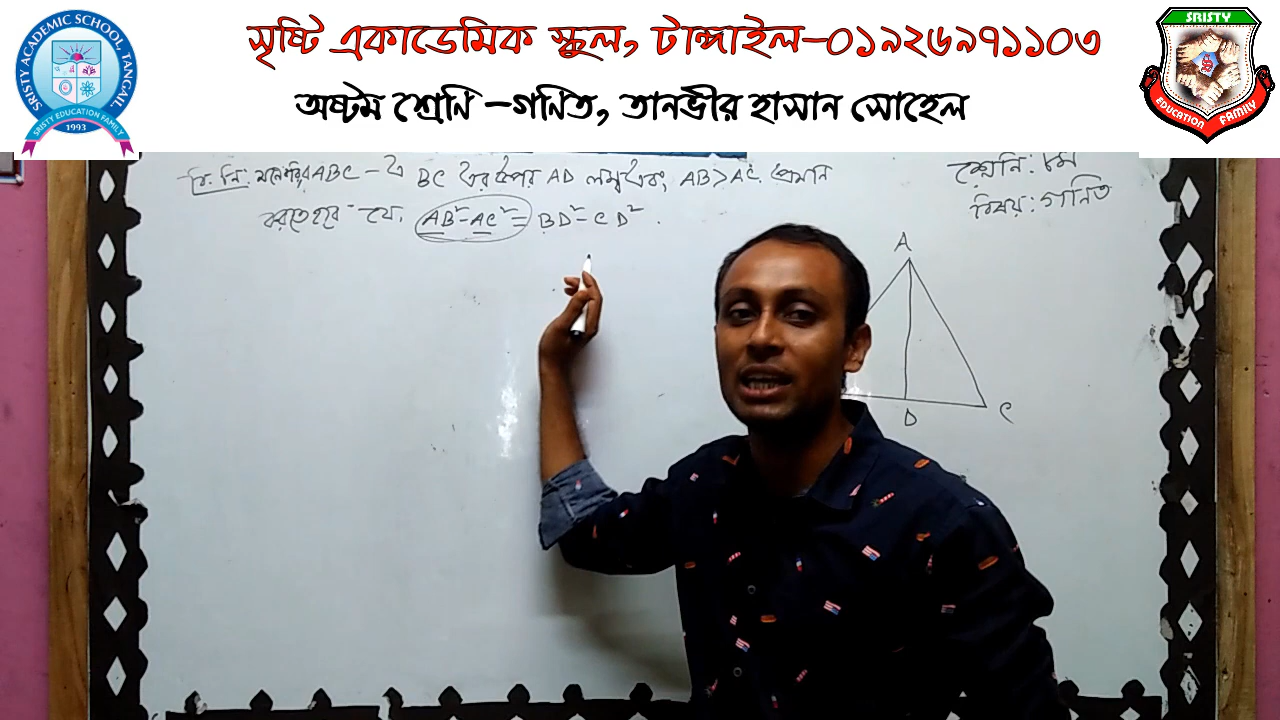 সৃষ্টি একাডেমিক স্কুল, টাঙ্গাইল-০১৯২৬৯৭১১০৩
অষ্টম শ্রেনি -গনিত, তানভীর হাসান সোহেল
SRISTY ACADEMIC SCHOOL, TANGAIL
SRISTY EDUCATION FAMILY
1993
SRISTY
EDUCATION FAMILY
বি. নি: মনেকরি, ABC - এ BC এর উপর AD লম্ব এবং AB > AC. প্রমান
করতে হবে যে, AB² - AC² = BD² - CD².
শ্রেনি: ৮ম
বিষয়: গনিত
A
D
C